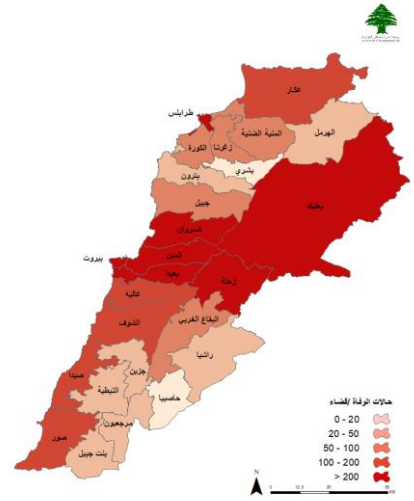 عكار
طرابلس
الهرمل
المنية الضنية
زغرتا
الكورة
بشري
بترون
بعلبك
جبيل
كسروان
المتن
بيروت
بعبدا
زحلة
عاليه
الشوف
البقاع الغربي
راشيا
جزين
صيدا
النبطية
حاصبيا
مرجعيون
صور
بنت جبيل
حالات الوفاة /قضاء
0 - 20
20 - 50
50 - 100
100 - 200
> 200
N